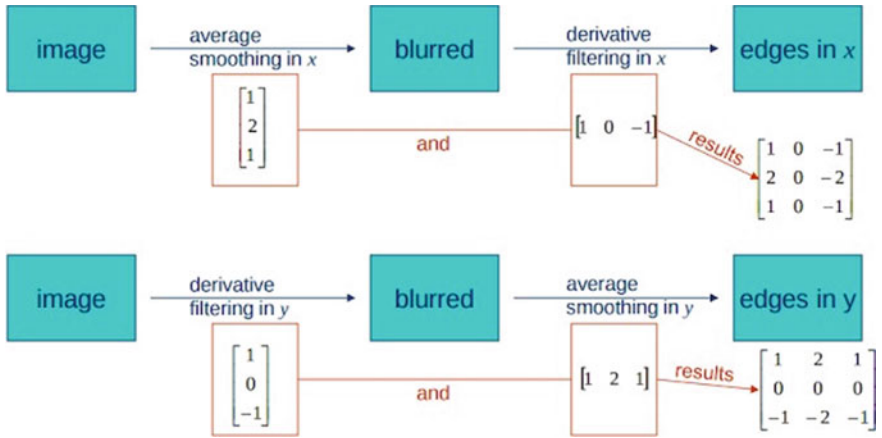 image
average
smoothing in x
blurred
derivative
filtering in x
edges in x
1
2
1
and
[1 0 −1]
results
1 0 −1
2 0 −2
1 0 −1
image
derivative
filtering in y
blurred
average
smoothing in y
edges in y
1
0
−1
and
[1 2 1]
results
1 2 1
0 0 0
−1 −2 −1